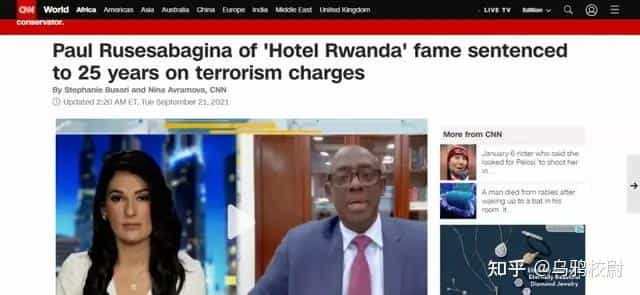 CNN World Africa Americas Asia Australia China Europe India Middle East United Kingdom LIVE TV Edition
conservator.
Paul Rusesabagina of 'Hotel Rwanda' fame sentenced
to 25 years on terrorism charges
By Stephanie Busari and Nina Avramova, CNN
Updated 2:20 AM ET, Tue September 21, 2021
More from CNN
January 6 rioter who said she
looked for Pelosi 'to shoot her
in...
A man died from rabies after
waking up to a bat in his
room. It...
Diamond Jewelry
知乎 @乌鸦校尉